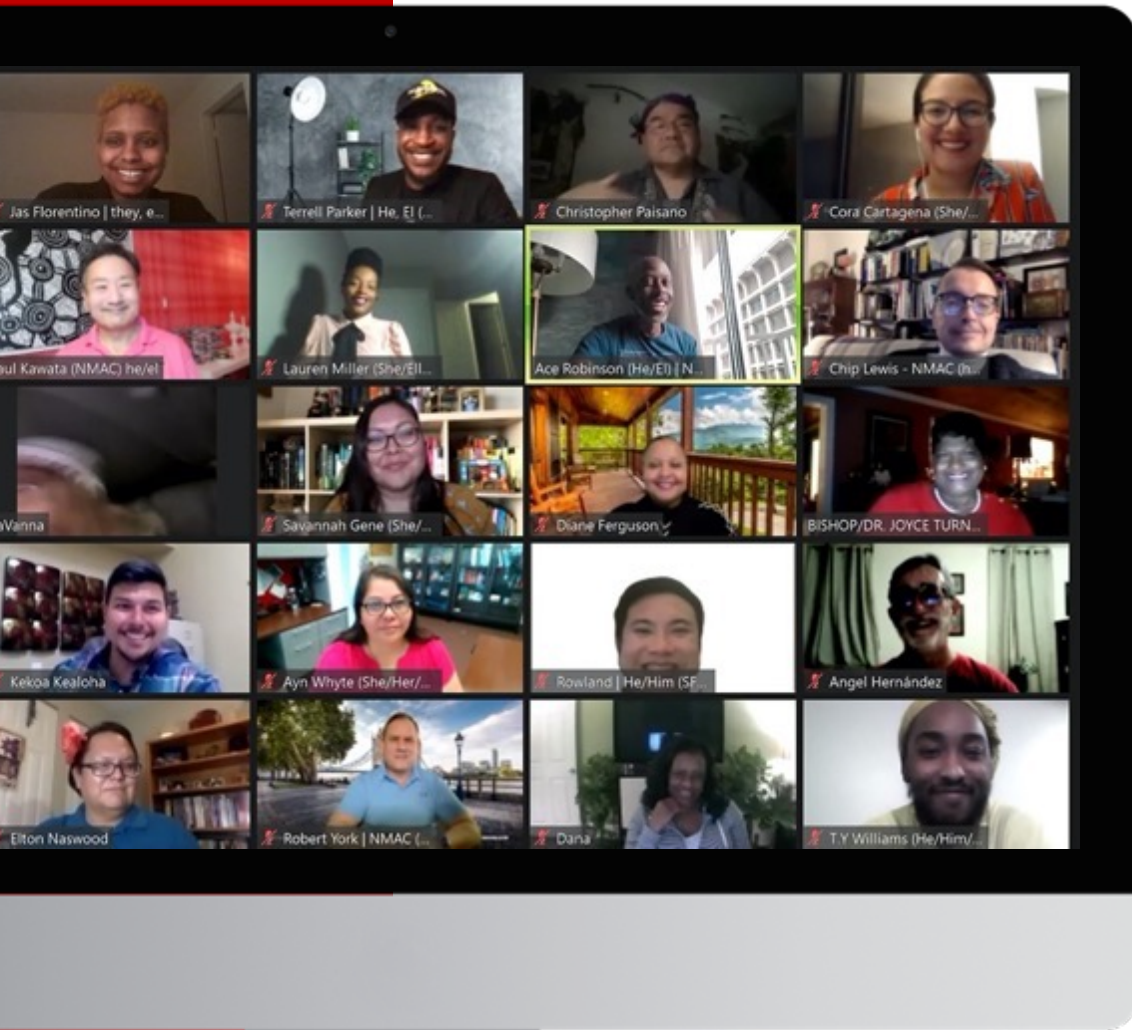 Jas Florentino | they, e...
Terrell Parker | He, El (...
Christopher Paisano
Cora Cartagena (She/...
aul Kawata (NMAC) he/el
Lauren Miller (She/Ell...
Ace Robinson (He/El) | N...
Chip Lewis - NMAC (h...
aVanna
Savannah Gene (She/...
Diane Ferguson
BISHOP/DR. JOYCE TURN...
Kekoa Kealoha
Ayn Whyte (She/Her/...
Rowland | He/Him (SF...
Angel Hernández
Elton Naswood
Robert York | NMAC (...
Dana
T.Y Williams (He/Him/...